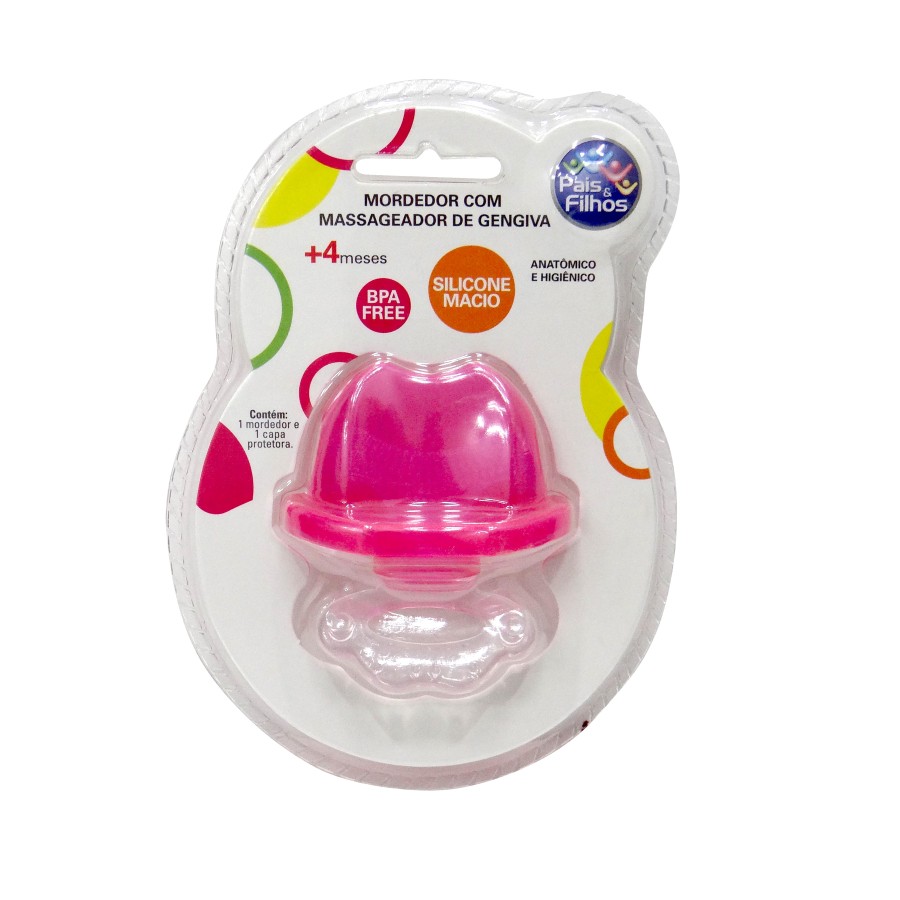 Pais
&
Filhos
MORDEDOR COM
MASSAGEADOR DE GENGIVA
+4meses
BPA
FREE
SILICONE
MACIO
ANATÔMICO
E HIGIÊNICO
Contém:
1 mordedor e
1 capa
protetora.